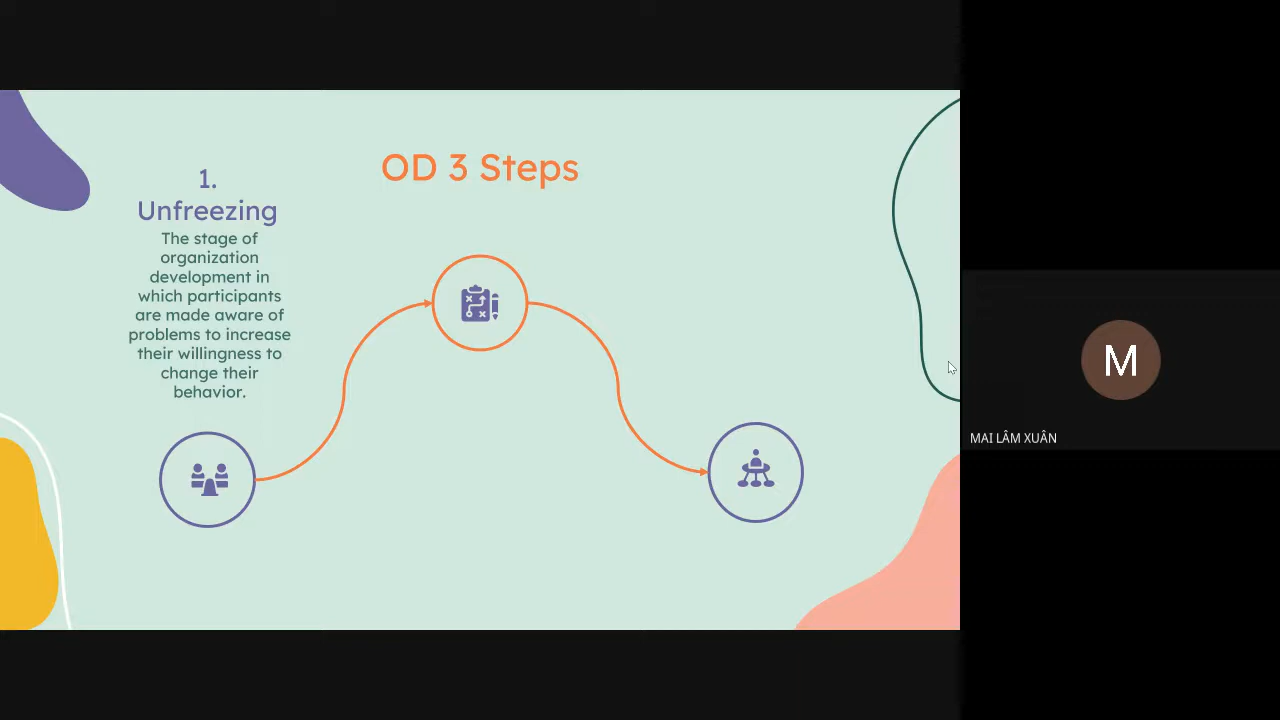 OD 3 Steps
1.
Unfreezing
The stage of
organization
development in
which participants
are made aware of
problems to increase
their willingness to
change their
behavior.
M
MAI LÂM XUÂN